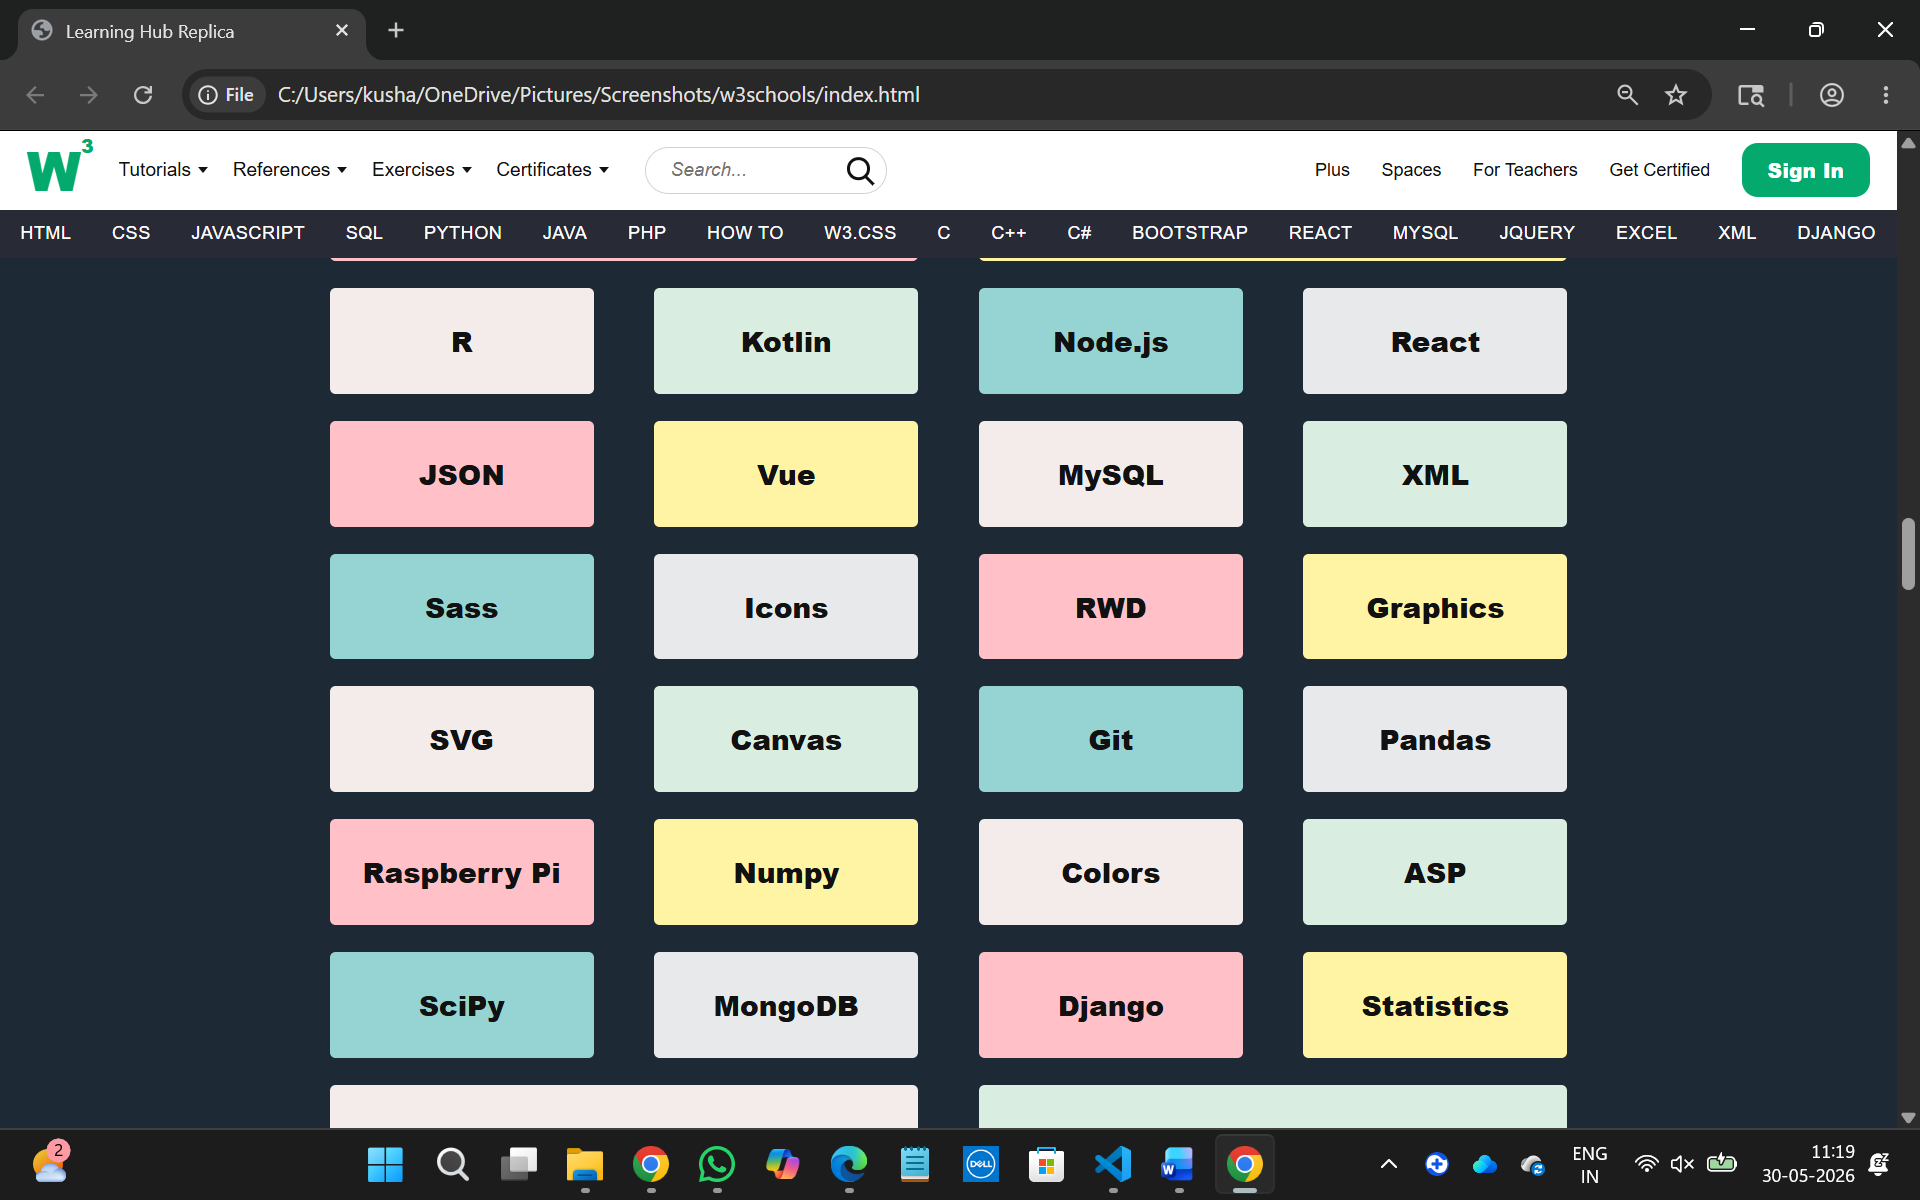 Learning Hub Replica
File C:/Users/kusha/OneDrive/Pictures/Screenshots/w3schools/index.html
W3 Tutorials References Exercises Certificates Search... Plus Spaces For Teachers Get Certified Sign In
HTML CSS JAVASCRIPT SQL PYTHON JAVA PHP HOW TO W3.CSS C C++ C# BOOTSTRAP REACT MYSQL JQUERY EXCEL XML DJANGO
R Kotlin Node.js React
JSON Vue MySQL XML
Sass Icons RWD Graphics
SVG Canvas Git Pandas
Raspberry Pi Numpy Colors ASP
SciPy MongoDB Django Statistics
2 DELL W ENG 11:19
IN 30-05-2026